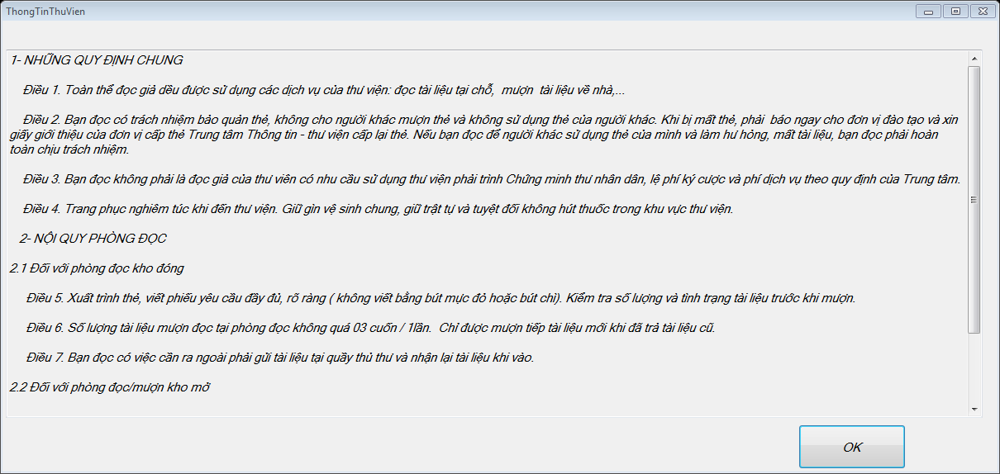 ThongTinThuVien
1- NHỮNG QUY ĐỊNH CHUNG
Điều 1. Toàn thể đọc giả dều được sử dụng các dịch vụ của thư viện: đọc tài liệu tại chỗ,  mượn  tài liệu về nhà,...
Điều 2. Bạn đọc có trách nhiệm bảo quản thẻ, không cho người khác mượn thẻ và không sử dụng thẻ của người khác. Khi bị mất thẻ, phải  báo ngay cho đơn vị đào tạo và xin
giấy giới thiệu của đơn vị cấp thẻ Trung tâm Thông tin - thư viện cấp lại thẻ. Nếu bạn đọc để người khác sử dụng thẻ của mình và làm hư hỏng, mất tài liệu, bạn đọc phải hoàn
toàn chịu trách nhiệm.
Điều 3. Bạn đọc không phải là đọc giả của thư viên có nhu cầu sử dụng thư viện phải trình Chứng minh thư nhân dân, lệ phí ký cược và phí dịch vụ theo quy định của Trung tâm.
Điều 4. Trang phục nghiêm túc khi đến thư viện. Giữ gìn vệ sinh chung, giữ trật tự và tuyệt đối không hút thuốc trong khu vực thư viện.
2- NỘI QUY PHÒNG ĐỌC
2.1 Đối với phòng đọc kho đóng
Điều 5. Xuất trình thẻ, viết phiếu yêu cầu đầy đủ, rõ ràng ( không viết bằng bút mực đỏ hoặc bút chì). Kiểm tra số lượng và tình trạng tài liệu trước khi mượn.
Điều 6. Số lượng tài liệu mượn đọc tại phòng đọc không quá 03 cuốn / 1lần.  Chỉ được mượn tiếp tài liệu mới khi đã trả tài liệu cũ.
Điều 7. Bạn đọc có việc cần ra ngoài phải gửi tài liệu tại quầy thủ thư và nhận lại tài liệu khi vào.
2.2 Đối với phòng đọc/mượn kho mở
OK